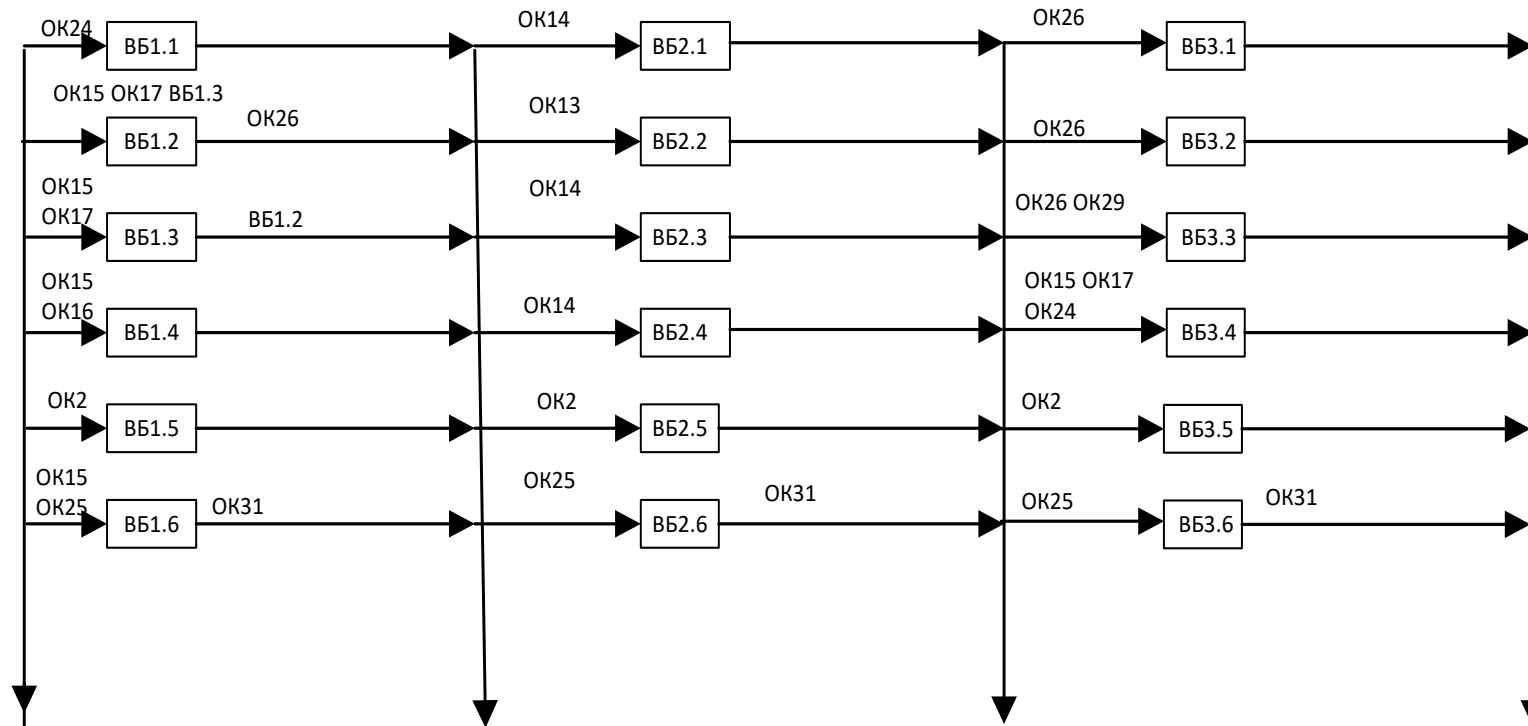 ОК24
ВБ1.1
ОК14
ВБ2.1
ОК26
ВБ3.1
ОК15 ОК17 ВБ1.3
ВБ1.2
ОК26
ОК13
ВБ2.2
ОК26
ВБ3.2
ОК15
ОК17
ВБ1.3
ВБ1.2
ОК14
ВБ2.3
ОК26 ОК29
ВБ3.3
ОК15
ОК16
ВБ1.4
ОК14
ВБ2.4
ОК15 ОК17
ОК24
ВБ3.4
ОК2
ВБ1.5
ОК2
ВБ2.5
ОК2
ВБ3.5
ОК15
ОК25
ВБ1.6
ОК31
ОК25
ВБ2.6
ОК31
ОК25
ВБ3.6
ОК31